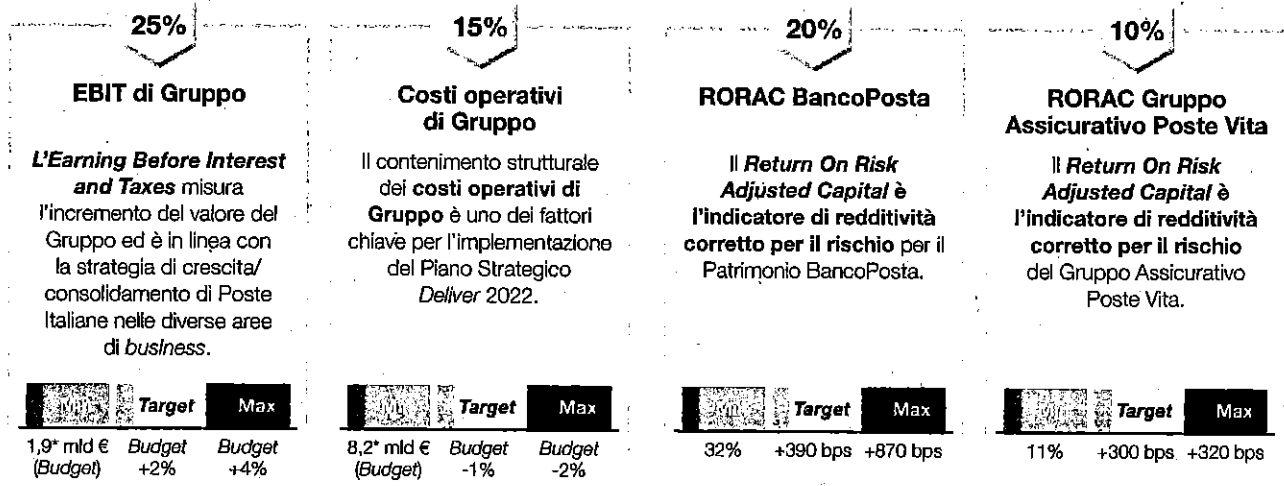 25%
EBIT di Gruppo
L'Earning Before Interest
and Taxes misura
l'incremento del valore del
Gruppo ed è in linea con
la strategia di crescita/
consolidamento di Poste
Italiane nelle diverse aree
di business.
Target Max
1,9* mld € Budget Budget
(Budget) +2% +4%
15%
Costi operativi
di Gruppo
Il contenimento strutturale
dei costi operativi di
Gruppo è uno dei fattori
chiave per l'implementazione
del Piano Strategico
Deliver 2022.
Target Max
8,2* mld € Budget Budget
(Budget) -1% -2%
20%
RORAC BancoPosta
Il Return On Risk
Adjusted Capital è
l'indicatore di redditività
corretto per il rischio per il
Patrimonio BancoPosta.
Target Max
32% +390 bps +870 bps
10%
RORAC Gruppo
Assicurativo Poste Vita
Il Return On Risk
Adjusted Capital è
l'indicatore di redditività
corretto per il rischio
del Gruppo Assicurativo
Poste Vita.
Target Max
11% +300 bps +320 bps